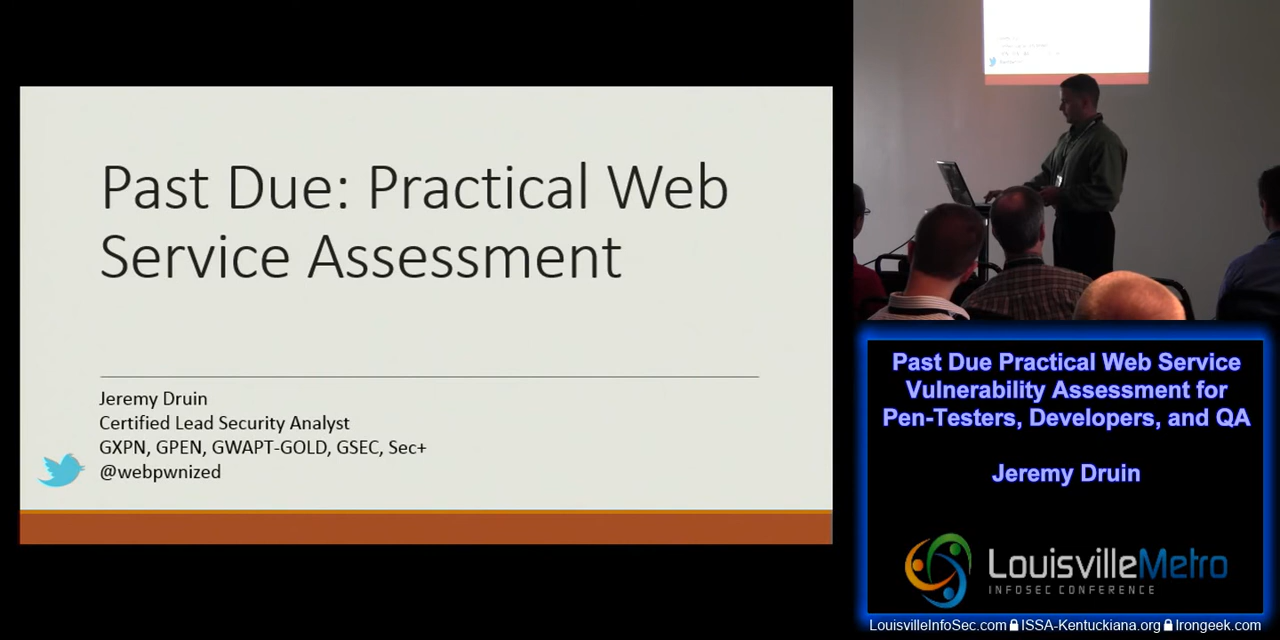 Past Due: Practical Web
Service Assessment
Jeremy Druin
Certified Lead Security Analyst
GXPN, GPEN, GWAPT-GOLD, GSEC, Sec+
@webpwnized
Past Due Practical Web Service
Vulnerability Assessment for
Pen-Testers, Developers, and QA
Jeremy Druin
LouisvilleMetro
INFOSEC CONFERENCE
LouisvilleInfoSec.com ISSA-Kentuckiana.org Irongeek.com